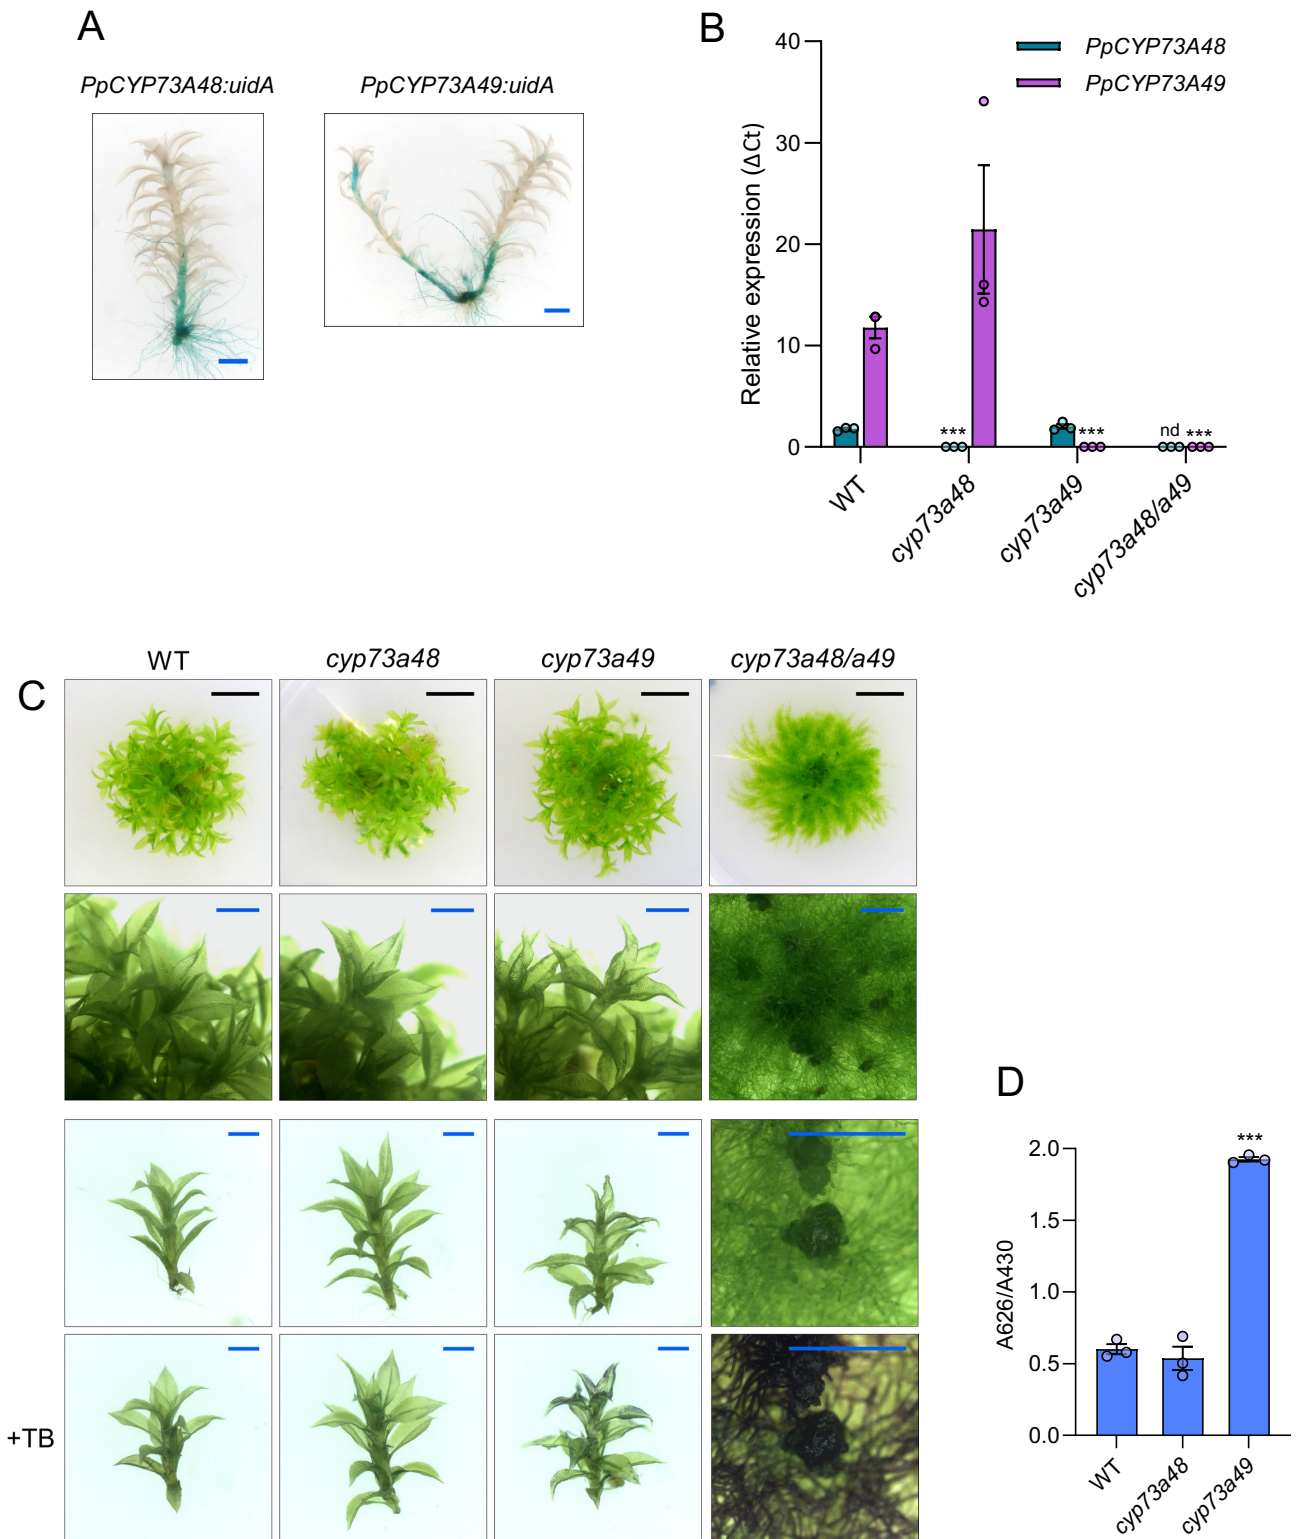 A
PpCYP73A48:uidA
PpCYP73A49:uidA
B
PpCYP73A48
PpCYP73A49
Relative expression (ΔCt)
40
30
20
10
0
***
***
nd
***
WT
cyp73a48
cyp73a49
cyp73a48/a49
C
WT
cyp73a48
cyp73a49
cyp73a48/a49
+TB
D
A626/A430
2.0
1.5
1.0
0.5
0.0
***
WT
cyp73a48
cyp73a49